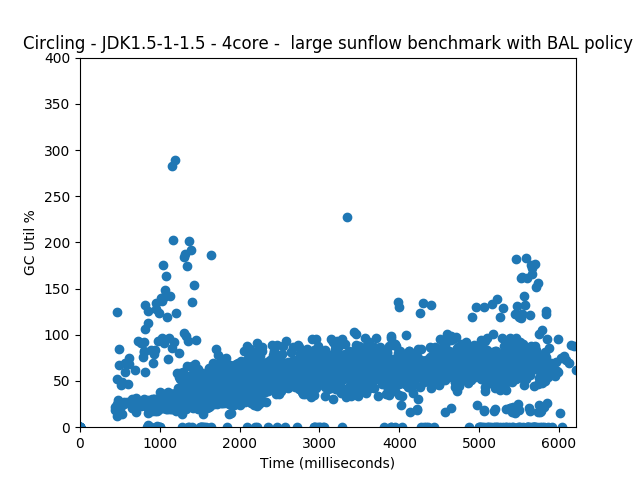 Circling - JDK1.5-1-1.5 - 4core -  large sunflow benchmark with BAL policy
400
350
300
250
200
150
100
50
0
GC Util %
0 1000 2000 3000 4000 5000 6000
Time (milliseconds)